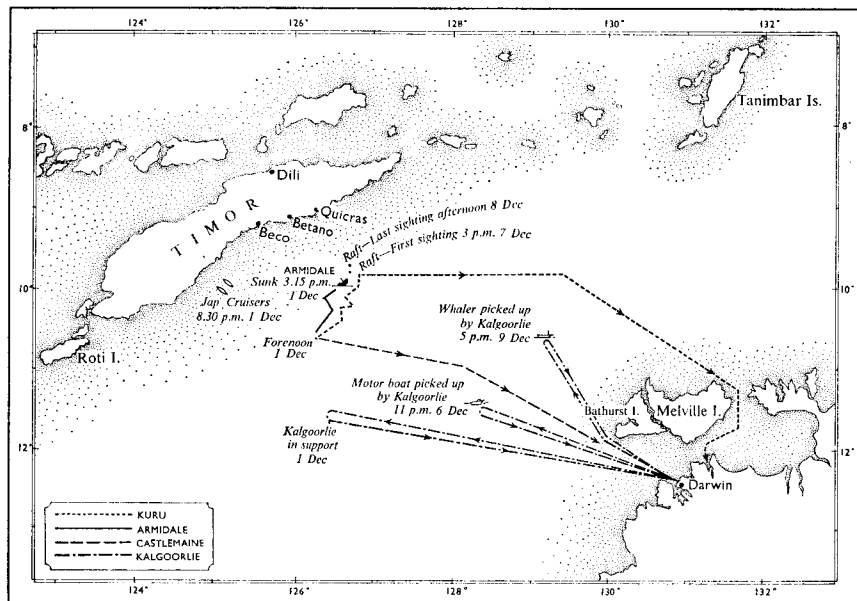 124° 126° 128° 130° 132°
Tanimbar Is.
8° 8°
Dili
TIMOR
Quicras
Betano
Beco
Raft—Last sighting afternoon 8 Dec
Raft—First sighting 3 p.m. 7 Dec
ARMIDALE
Sunk 3.15 p.m.
1 Dec
10° 10°
Jap Cruisers
8.30 p.m. 1 Dec
Roti I.
Forenoon
1 Dec
Whaler picked up
by Kalgoorlie
5 p.m. 9 Dec
Motor boat picked up
by Kalgoorlie
11 p.m. 6 Dec
Bathurst I.
Melville I.
Kalgoorlie
in support
1 Dec
12° 12°
Darwin
KURU
ARMIDALE
CASTLEMAINE
KALGOORLIE
124° 126° 128° 130° 132°